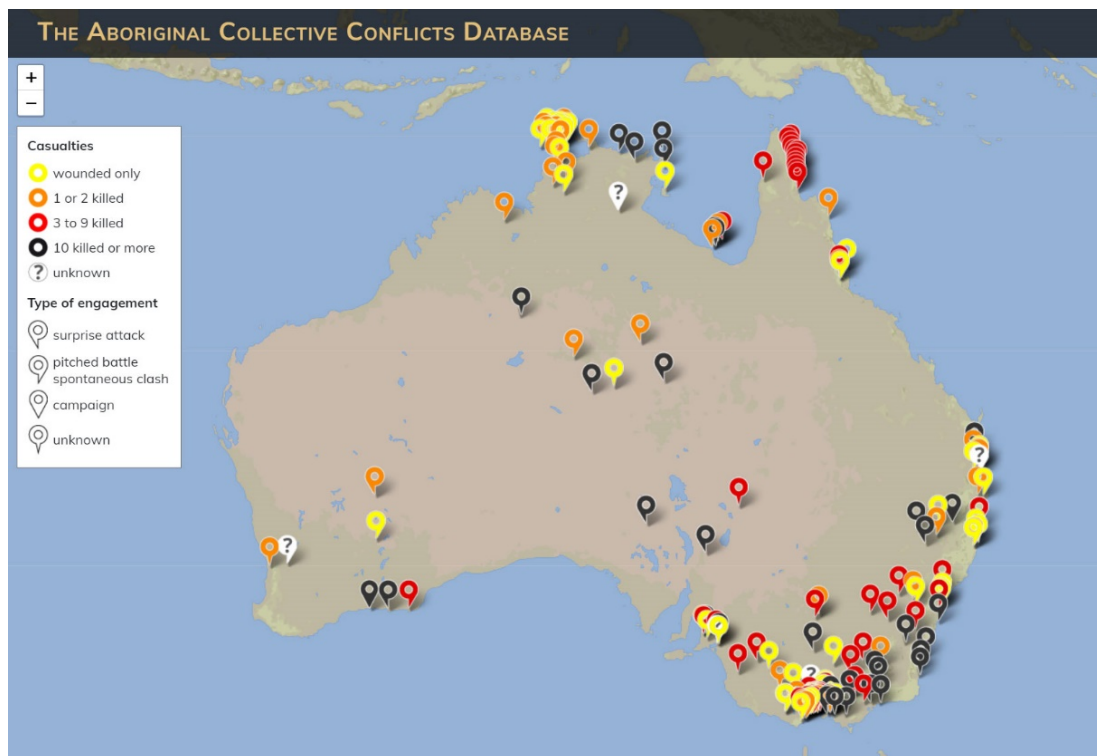 THE ABORIGINAL COLLECTIVE CONFLICTS DATABASE
+
−
Casualties
wounded only
1 or 2 killed
3 to 9 killed
10 killed or more
? unknown
Type of engagement
surprise attack
pitched battle
spontaneous clash
campaign
unknown
?
?
?
?